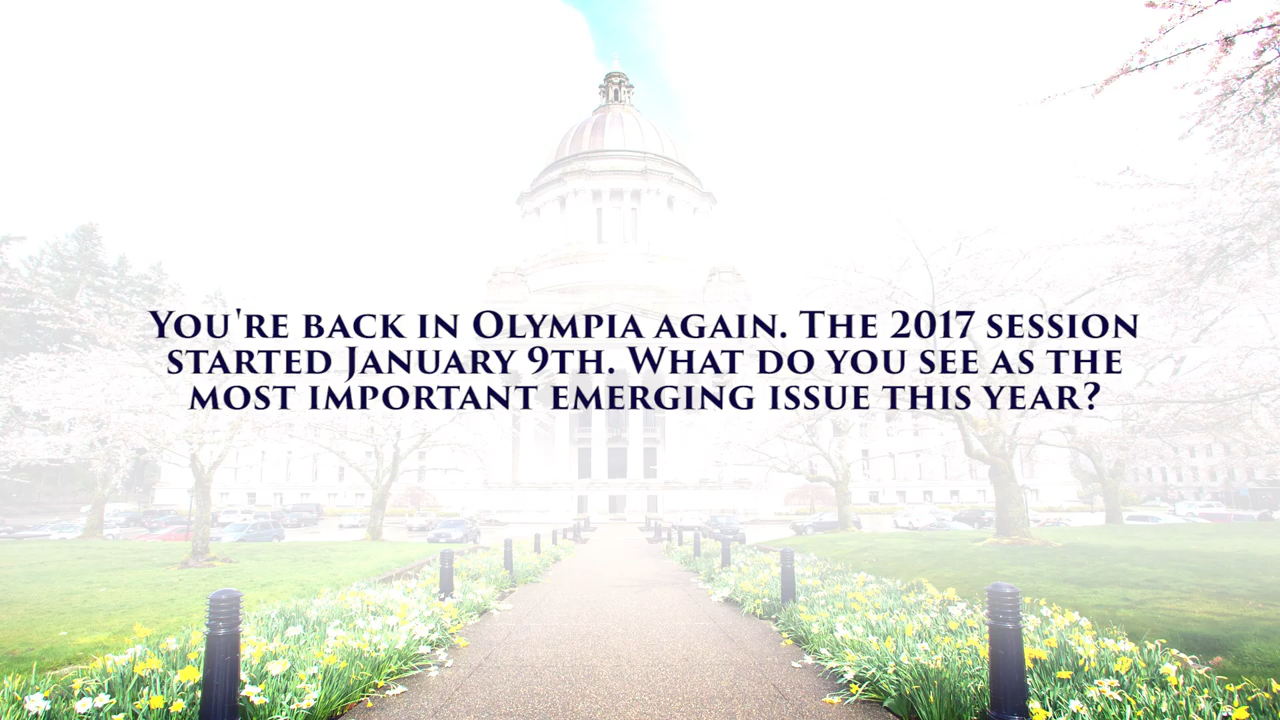 You're back in Olympia again. The 2017 session
started January 9th. What do you see as the
most important emerging issue this year?